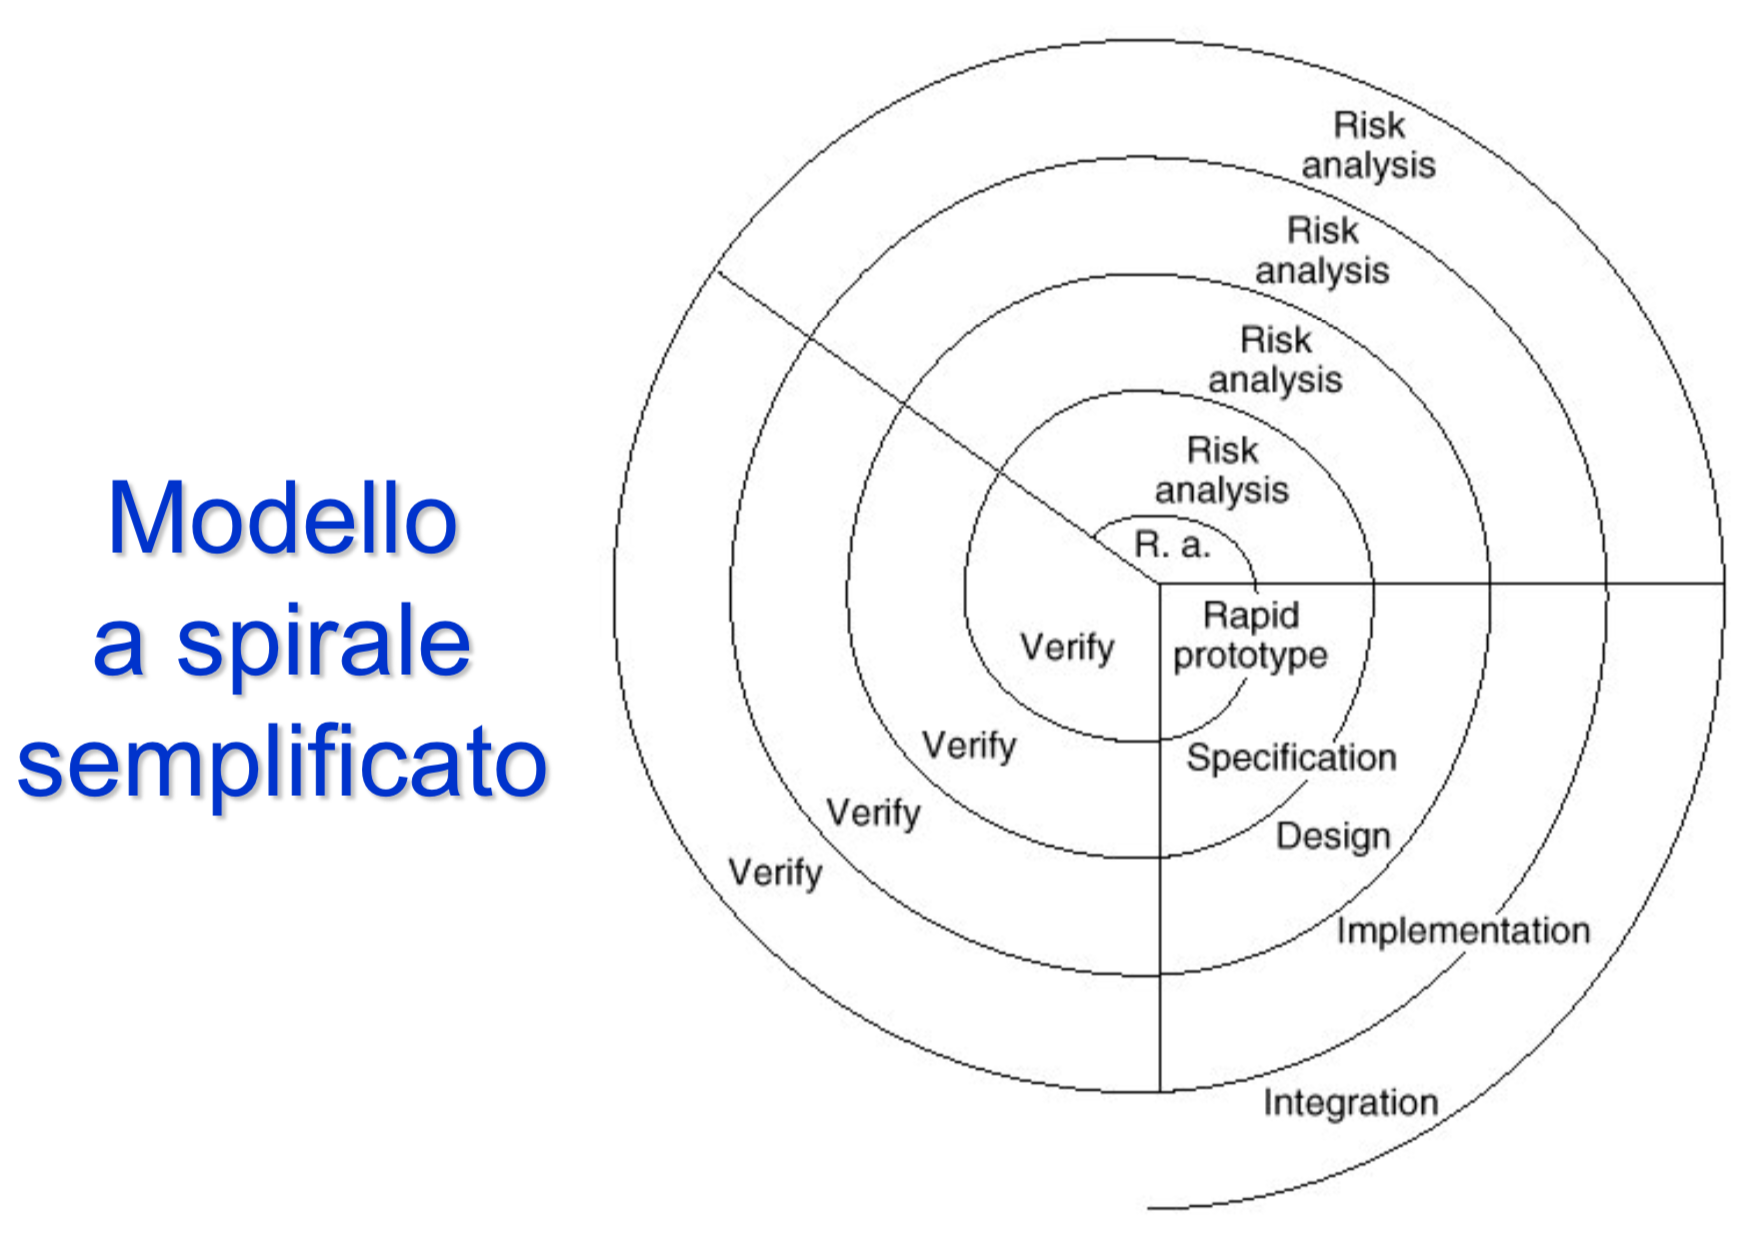 Modello
a spirale
semplificato
Risk
analysis
Risk
analysis
Risk
analysis
Risk
analysis
R. a.
Rapid
prototype
Verify
Specification
Verify
Design
Verify
Implementation
Verify
Integration